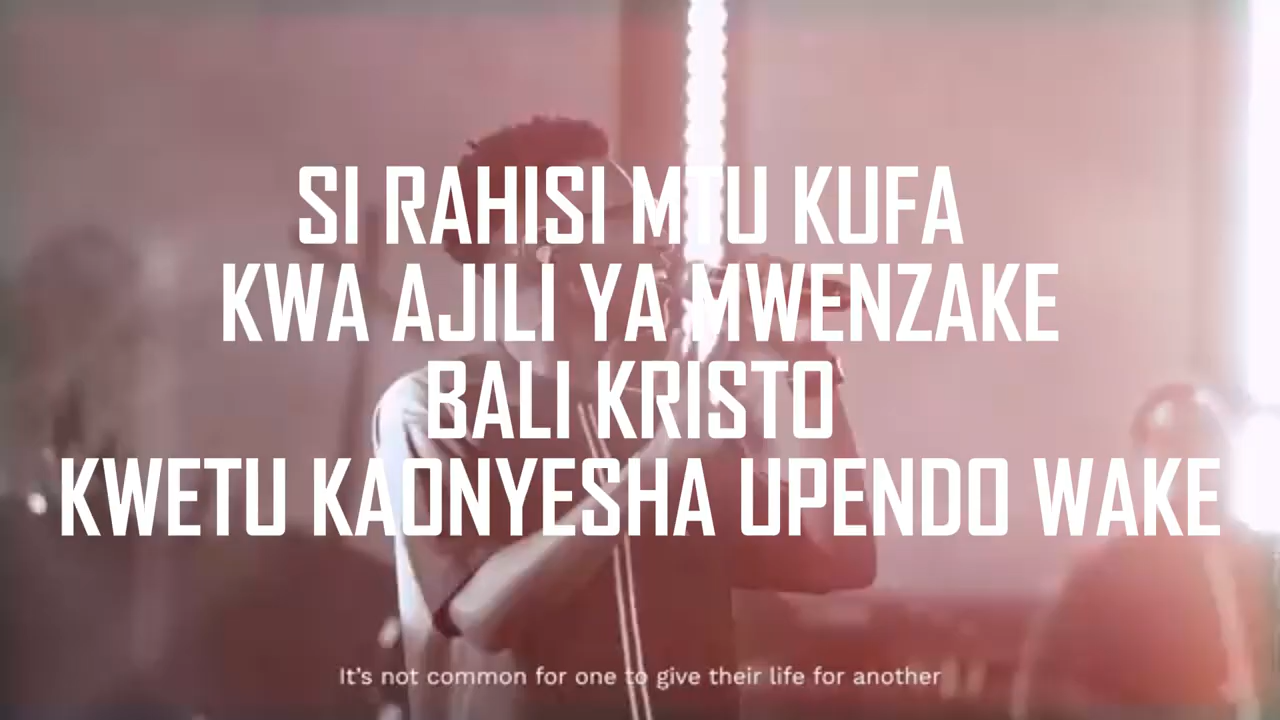 SI RAHISI MTU KUFA
KWA AJILI YA MWENZAKE
BALI KRISTO
KWETU KAONYESHA UPENDO WAKE
It's not common for one to give their life for another